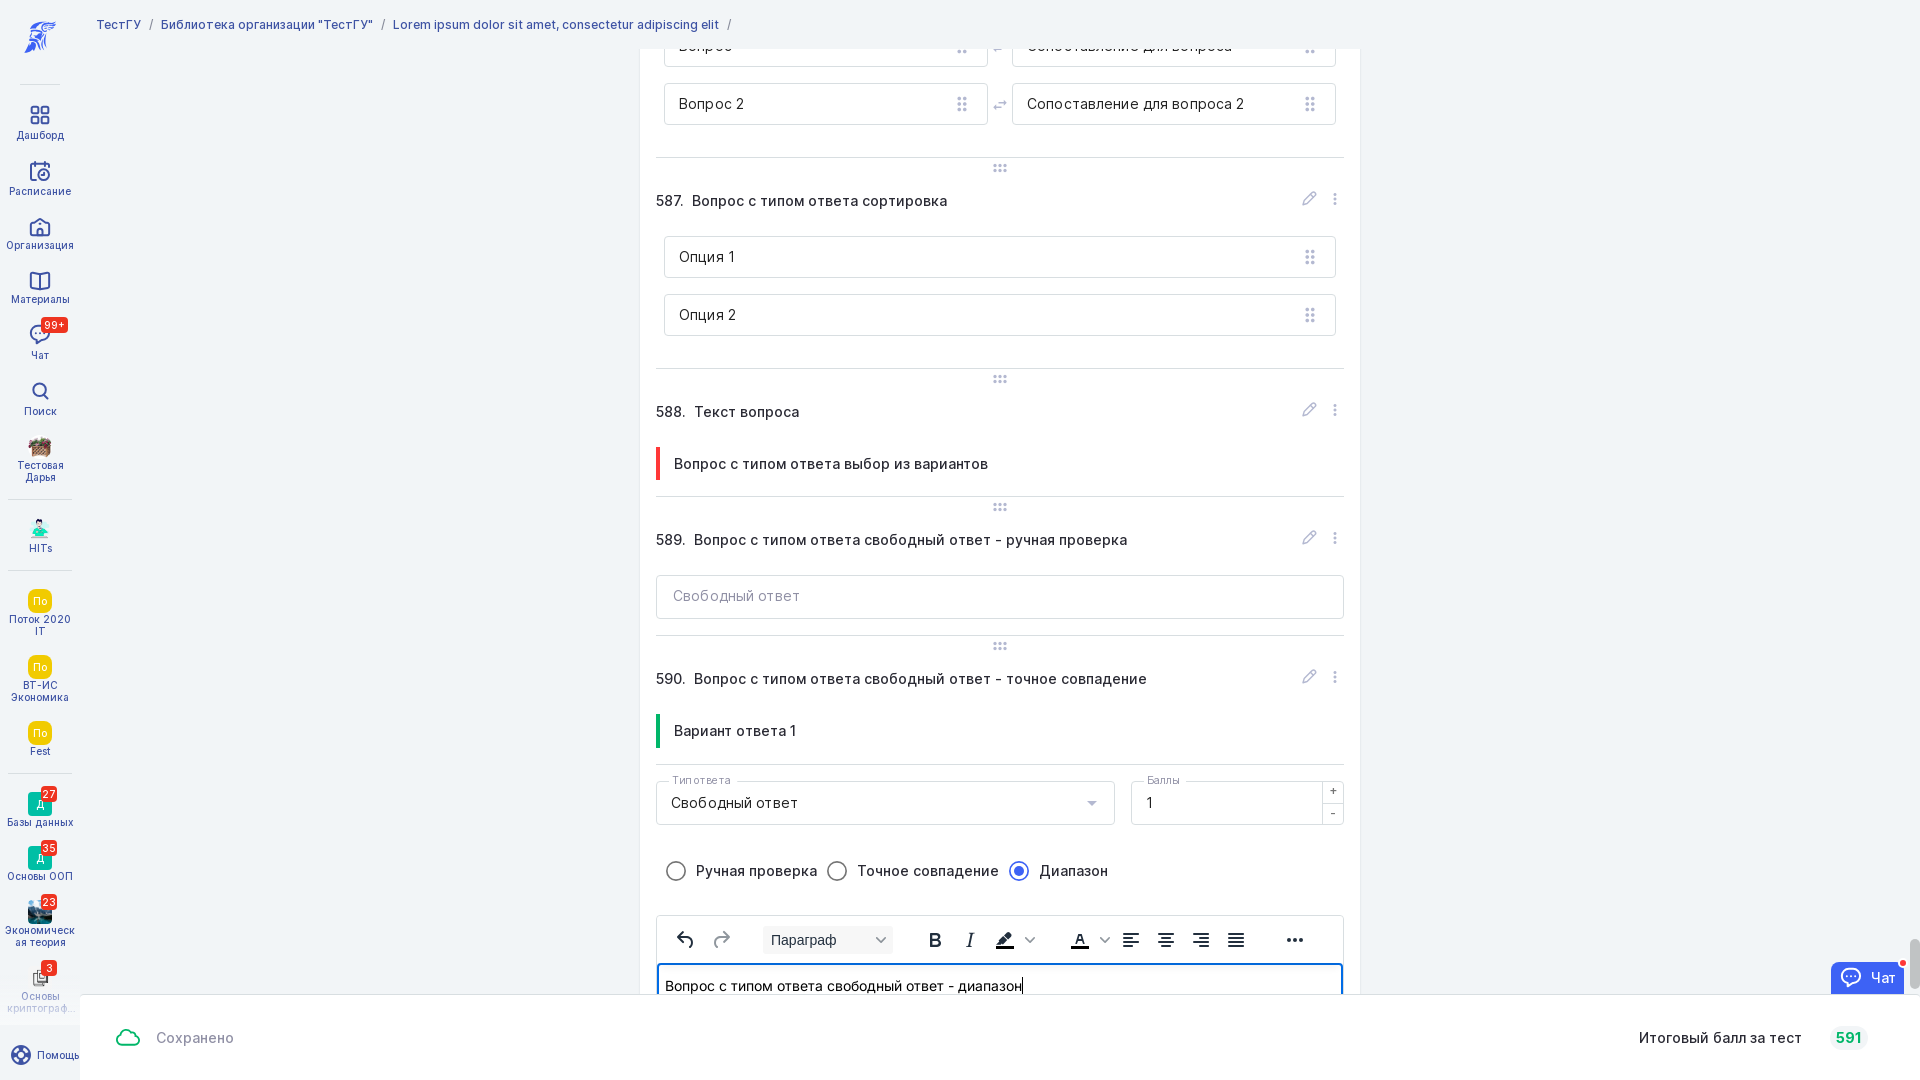 ТестГУ / Библиотека организации "ТестГУ" / Lorem ipsum dolor sit amet, consectetur adipiscing elit /
Дашборд
Расписание
Организация
Материалы
99+
Чат
Поиск
Тестовая
Дарья
HITs
По
Поток 2020
IT
По
ВТ-ИС
Экономика
По
Fest
27
Д
Базы данных
35
Д
Основы ООП
23
Экономическ
ая теория
3
Основы
криптограф...
Помощь
Вопрос
Сопоставление для вопроса
Вопрос 2
Сопоставление для вопроса 2
587. Вопрос с типом ответа сортировка
Опция 1
Опция 2
588. Текст вопроса
Вопрос с типом ответа выбор из вариантов
589. Вопрос с типом ответа свободный ответ - ручная проверка
Свободный ответ
590. Вопрос с типом ответа свободный ответ - точное совпадение
Вариант ответа 1
Тип ответа
Свободный ответ
Баллы
1
+
-
Ручная проверка
Точное совпадение
Диапазон
Параграф
B I A
Вопрос с типом ответа свободный ответ - диапазон
Чат
Сохранено
Итоговый балл за тест 591